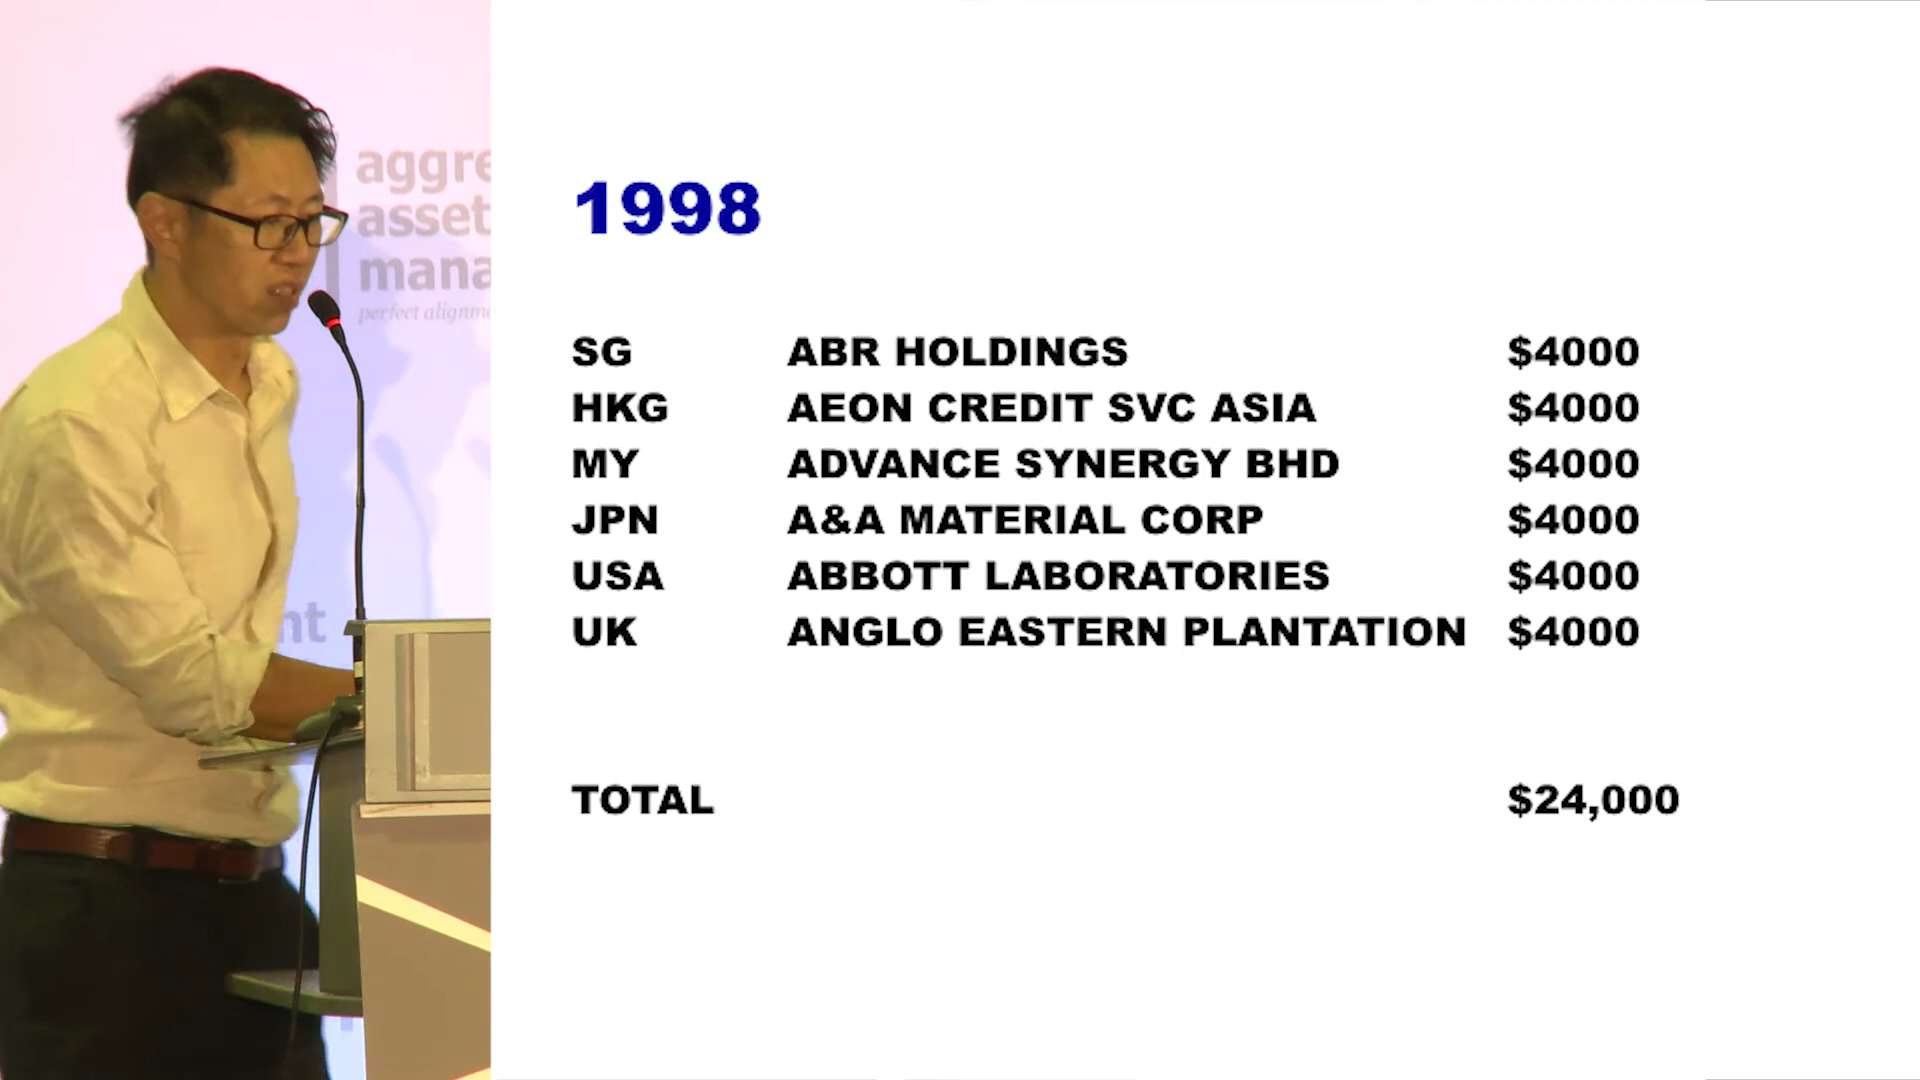 aggre
asset
mana
perfect alignme
nt
1998
SG ABR HOLDINGS $4000
HKG AEON CREDIT SVC ASIA $4000
MY ADVANCE SYNERGY BHD $4000
JPN A&A MATERIAL CORP $4000
USA ABBOTT LABORATORIES $4000
UK ANGLO EASTERN PLANTATION $4000
TOTAL $24,000